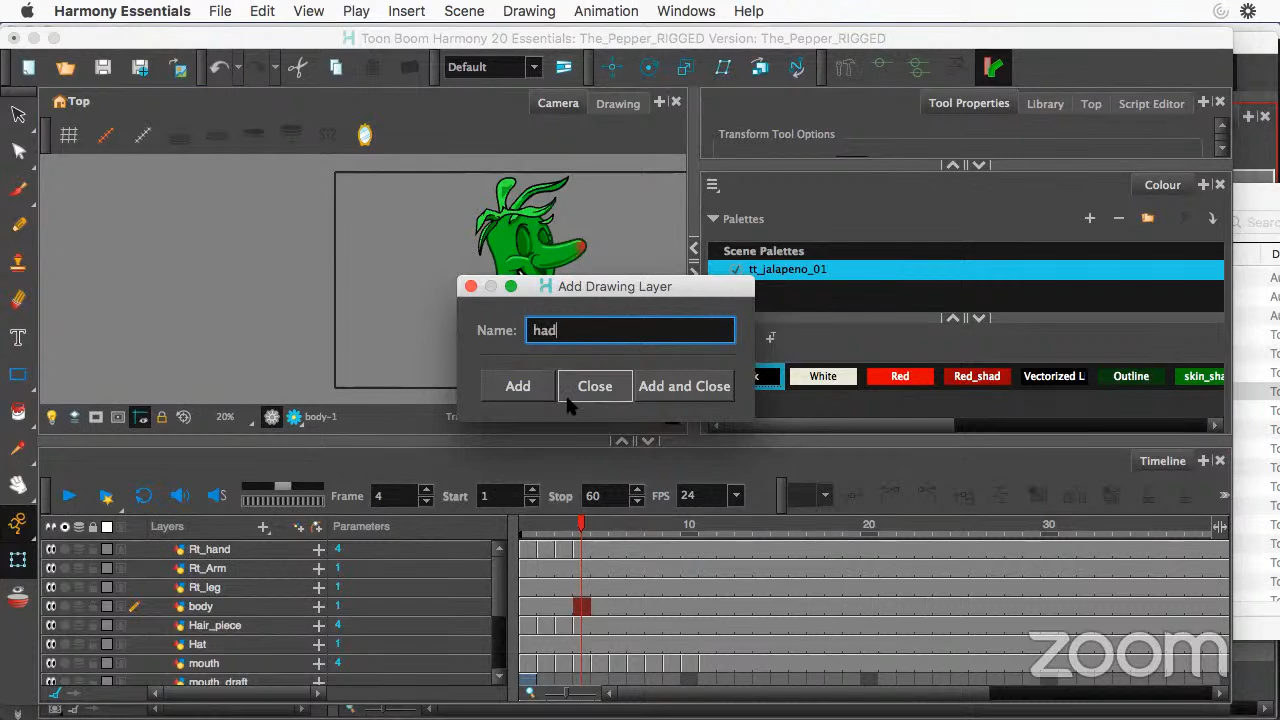 Harmony Essentials File Edit View Play Insert Scene Drawing Animation Windows Help
Toon Boom Harmony 20 Essentials: The_Pepper_RIGGED Version: The_Pepper_RIGGED
Default
Top
Camera
Drawing
Tool Properties
Library
Top
Script Editor
Transform Tool Options
Colour
Palettes
Scene Palettes
tt_jalapeno_01
Add Drawing Layer
Name: had
Add
Close
Add and Close
White
Red
Red_shad
Vectorized L
Outline
skin_sha
20%
body-1
Timeline
Frame 4 Start 1 Stop 60 FPS 24
Layers
Parameters
10
20
30
Rt_hand 4
Rt_Arm 1
Rt_leg 1
body 1
Hair_piece 4
Hat 1
mouth 4
mouth_draft
zoom